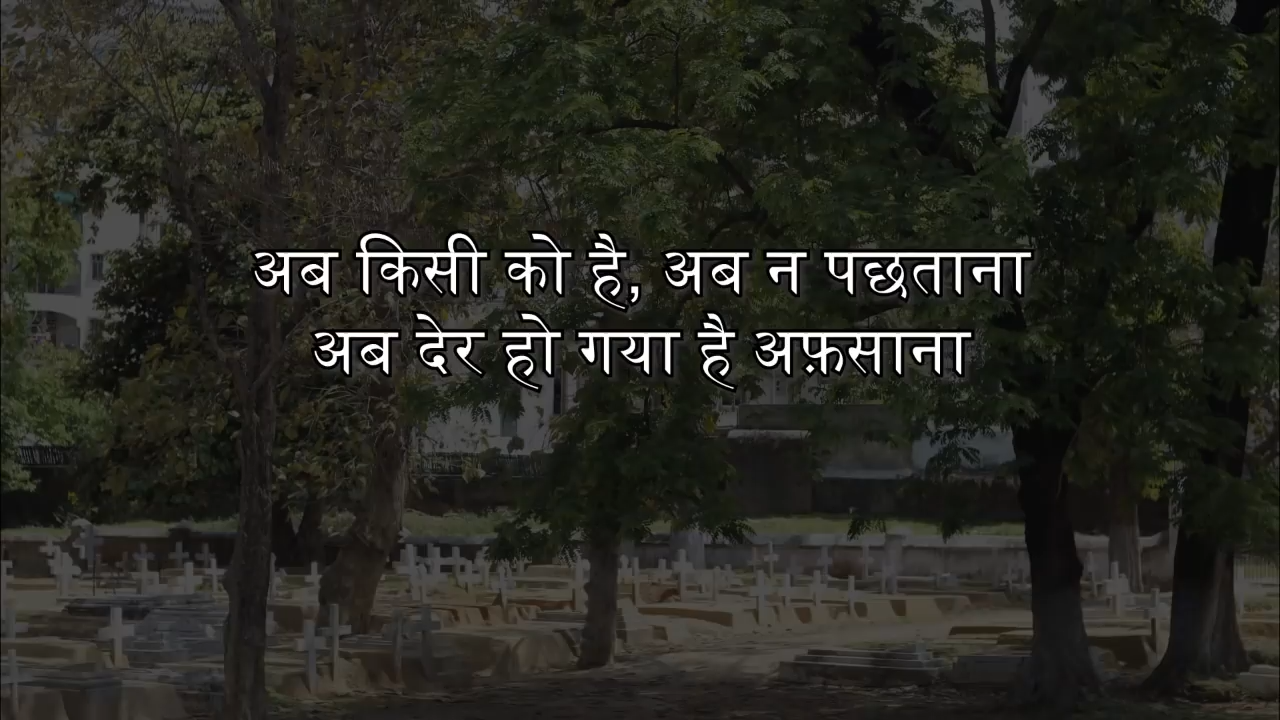 अब किसी को है, अब न पछताना
अब देर हो गया है अफ़साना